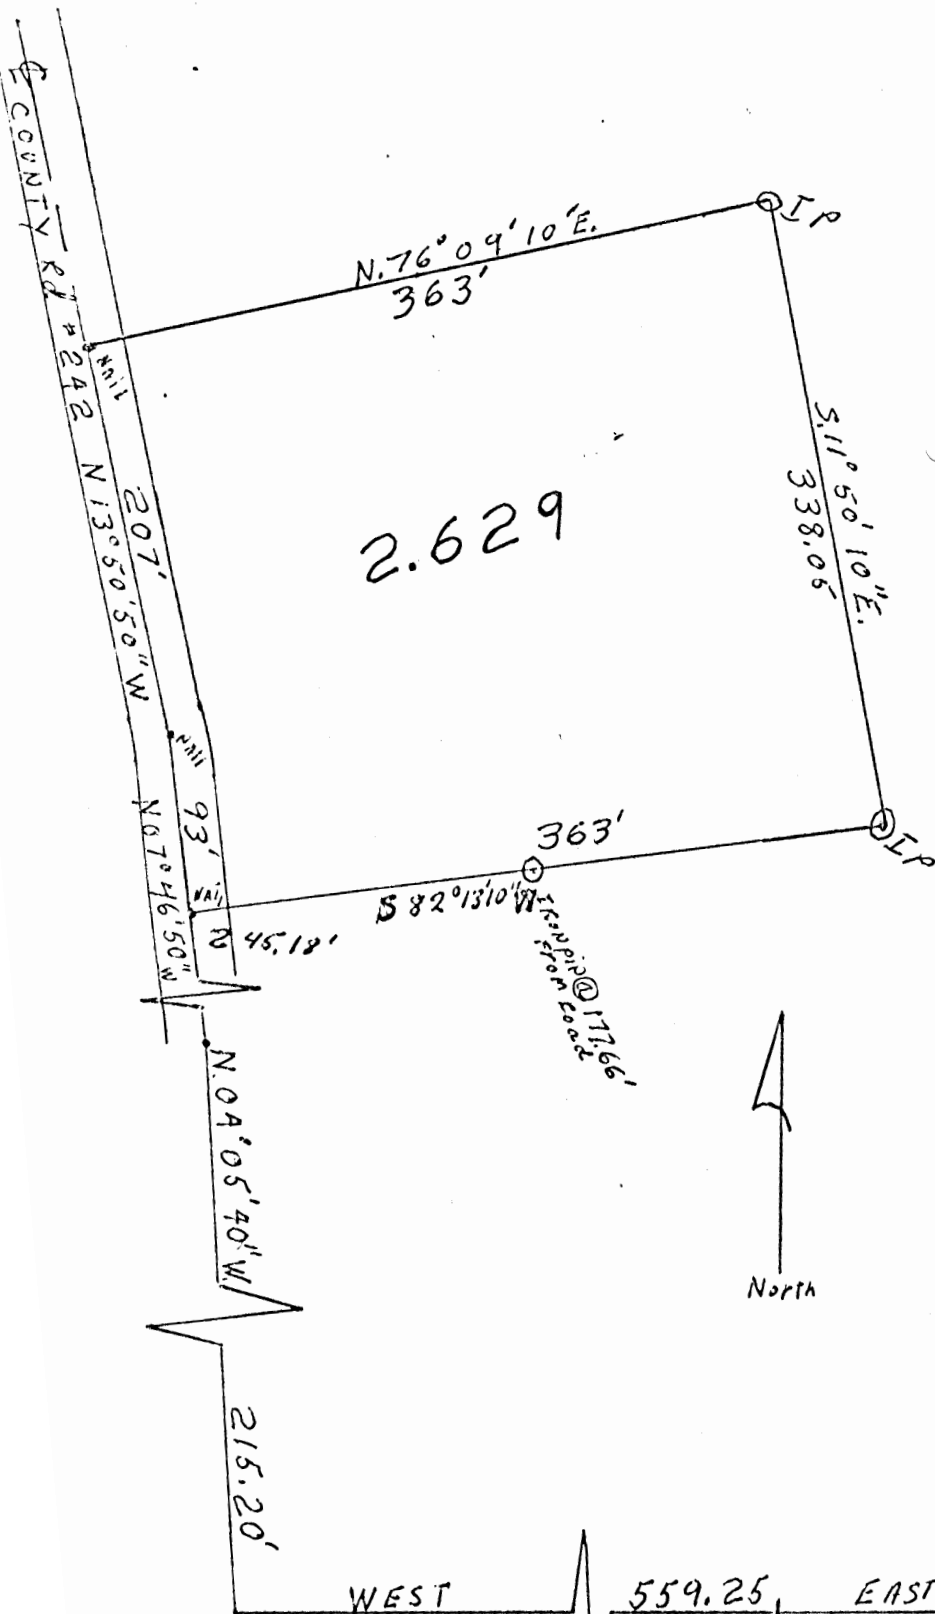 ℄ COUNTY Rd #242
N 13°50'50" W
207'
Nail
N.76°09'10'E.
363'
IP
S.11°50'10"E.
338.05
2.629
Nail
93'
N07°46'50"W
NAil
363'
IP
S 82°13'10"W
45.18'
IRON pin @ 177.66'
From Road
N.04°05'40"W.
North
215.20'
WEST 559.25, EAST